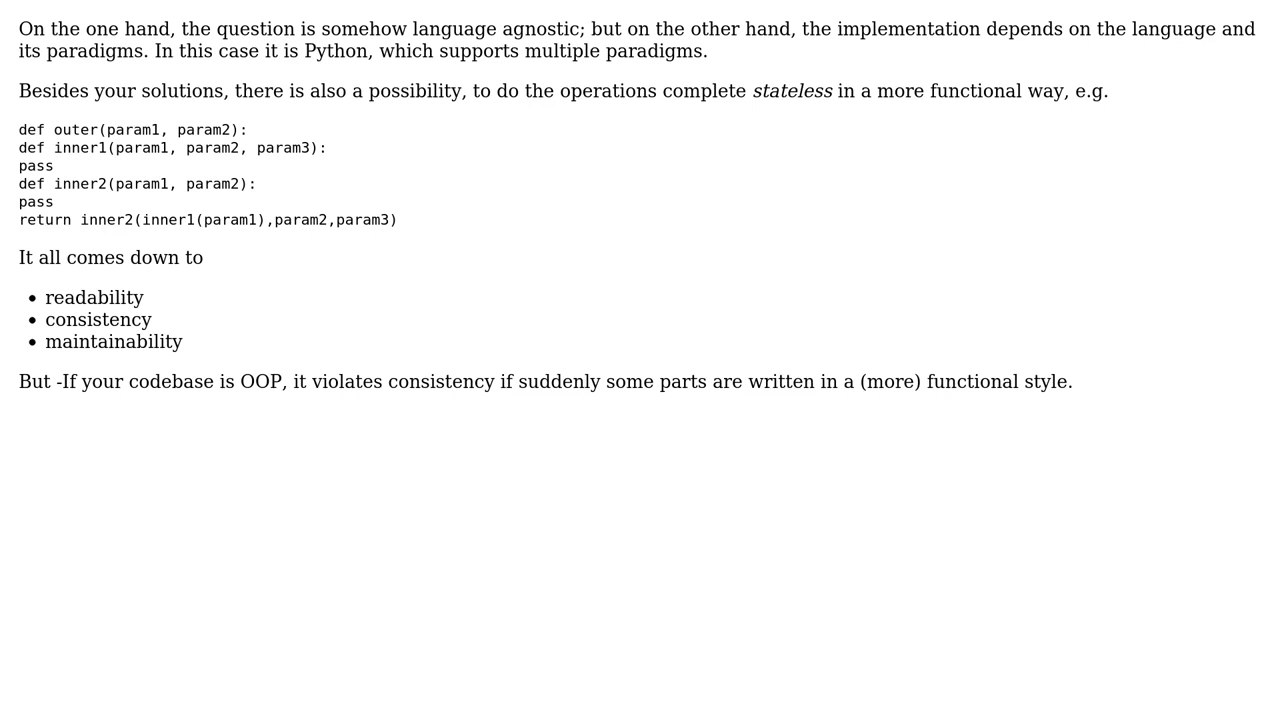 On the one hand, the question is somehow language agnostic; but on the other hand, the implementation depends on the language and
its paradigms. In this case it is Python, which supports multiple paradigms.
Besides your solutions, there is also a possibility, to do the operations complete stateless in a more functional way, e.g.
def outer(param1, param2):
def inner1(param1, param2, param3):
pass
def inner2(param1, param2):
pass
return inner2(inner1(param1),param2,param3)
It all comes down to
• readability
• consistency
• maintainability
But -If your codebase is OOP, it violates consistency if suddenly some parts are written in a (more) functional style.